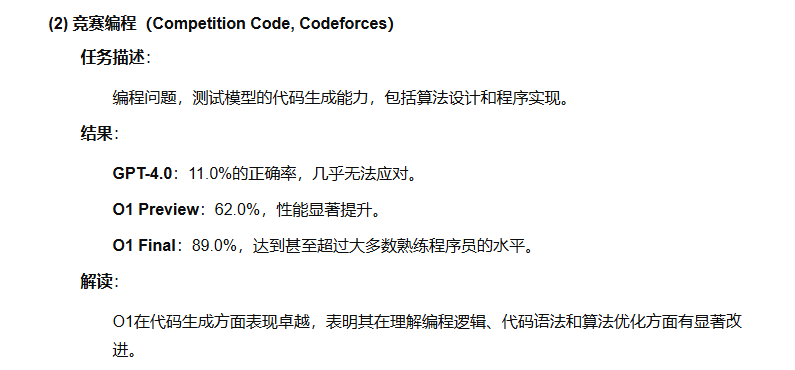 (2) 竞赛编程（Competition Code, Codeforces）
任务描述：
编程问题，测试模型的代码生成能力，包括算法设计和程序实现。
结果：
GPT-4.0：11.0%的正确率，几乎无法应对。
O1 Preview：62.0%，性能显著提升。
O1 Final：89.0%，达到甚至超过大多数熟练程序员的水平。
解读：
O1在代码生成方面表现卓越，表明其在理解编程逻辑、代码语法和算法优化方面有显著改
进。